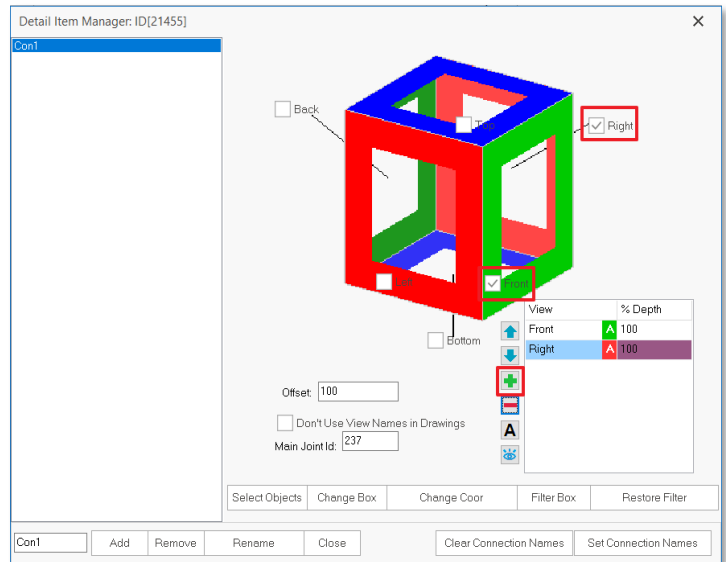 Detail Item Manager: ID[21455]
Con1
Back
Top
Right
Left
Front
Bottom
View % Depth
Front A 100
Right A 100
A
Offset: 100
Don't Use View Names in Drawings
Main Joint Id: 237
Select Objects Change Box Change Coor Filter Box Restore Filter
Con1 Add Remove Rename Close Clear Connection Names Set Connection Names